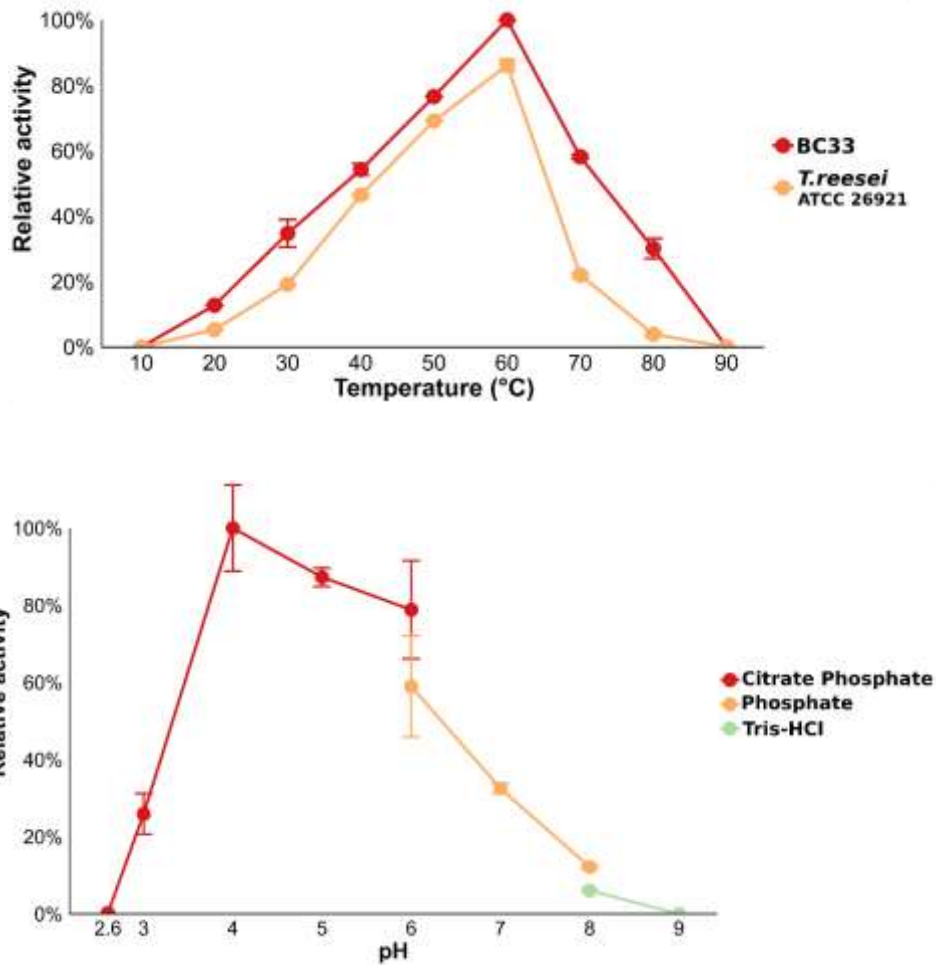 100%
80%
60%
40%
20%
0%
Relative activity
10 20 30 40 50 60 70 80 90
Temperature (°C)
BC33
T.reesei
ATCC 26921
100%
80%
60%
40%
20%
0%
Relative activity
2.6 3 4 5 6 7 8 9
pH
Citrate Phosphate
Phosphate
Tris-HCl